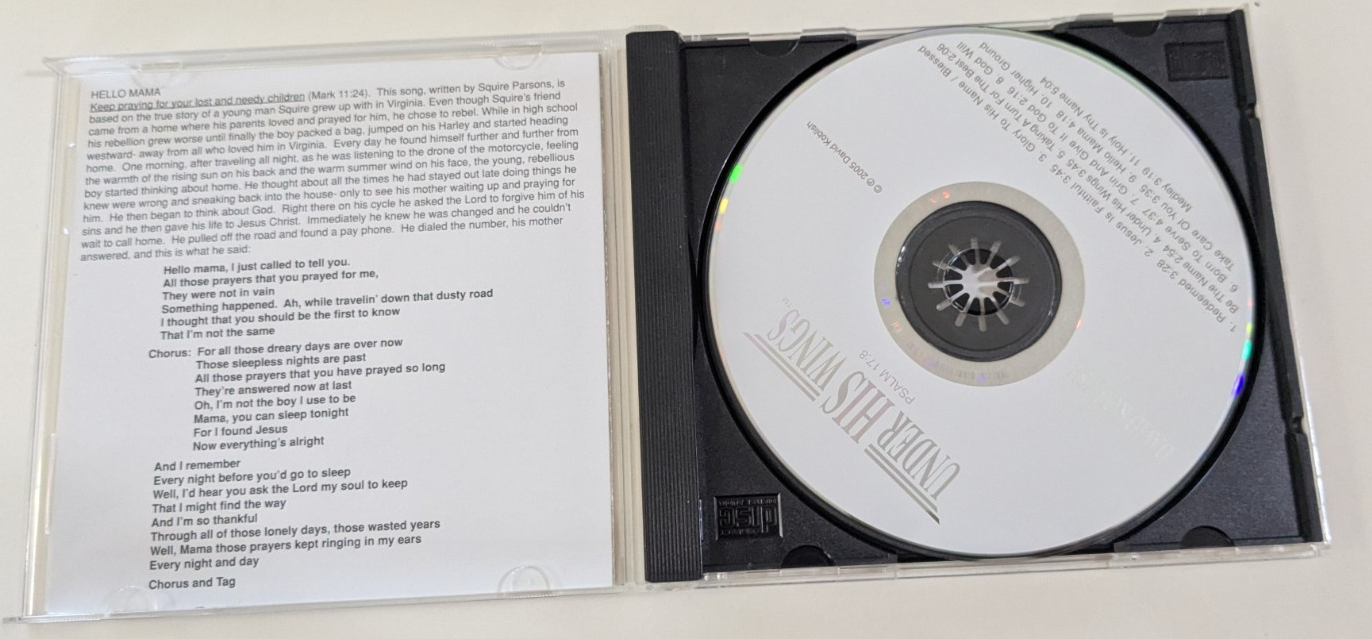 HELLO MAMA
Keep praying for your lost and needy children (Mark 11:24). This song, written by Squire Parsons, is
based on the true story of a young man Squire grew up with in Virginia. Even though Squire's friend
came from a home where his parents loved and prayed for him, he chose to rebel. While in high school
his rebellion grew worse until finally the boy packed a bag, jumped on his Harley and started heading
westward- away from all who loved him in Virginia. Every day he found himself further and further from
home. One morning, after traveling all night, as he was listening to the drone of the motorcycle, feeling
the warmth of the rising sun on his back and the warm summer wind on his face, the young, rebellious
boy started thinking about home. He thought about all the times he had stayed out late doing things he
knew were wrong and sneaking back into the house- only to see his mother waiting up and praying for
him. He then began to think about God. Right there on his cycle he asked the Lord to forgive him of his
sins and he then gave his life to Jesus Christ. Immediately he knew he was changed and he couldn't
wait to call home. He pulled off the road and found a pay phone. He dialed the number, his mother
answered, and this is what he said:
Hello mama, I just called to tell you.
All those prayers that you prayed for me,
They were not in vain
Something happened. Ah, while travelin' down that dusty road
I thought that you should be the first to know
That I'm not the same
Chorus: For all those dreary days are over now
Those sleepless nights are past
All those prayers that you have prayed so long
They're answered now at last
Oh, I'm not the boy I use to be
Mama, you can sleep tonight
For I found Jesus
Now everything's alright
And I remember
Every night before you'd go to sleep
Well, I'd hear you ask the Lord my soul to keep
That I might find the way
And I'm so thankful
Through all of those lonely days, those wasted years
Well, Mama those prayers kept ringing in my ears
Every night and day
Chorus and Tag
UNDER HIS WINGS
PSALM 17:8
1. Redeemed 3:28 2. Jesus Is Faithful 3:45 3. Glory To His Name / Blessed
Be The Name 2:54 4. Under His Wings 3:45 5. Taking A Turn For The Best 2:06
6. Born To Serve 4:37 7. Grill And Give It To God 2:16 8. God Will
Take Care Of You 3:35 9. Hello Mama 4:18 10. Higher Ground
Medley 3:19 11. Holy Is Thy Name 5:04
© ℗ 2005 David Koblish
disc